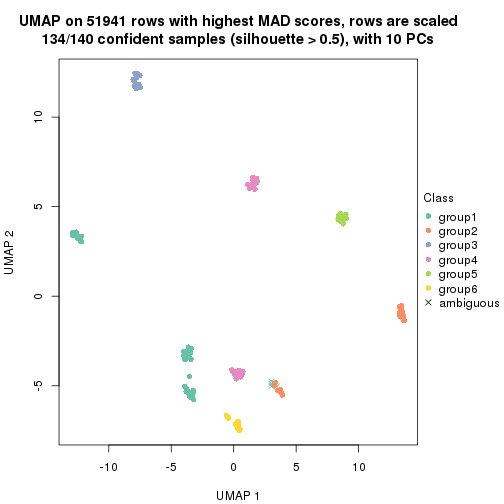 UMAP on 51941 rows with highest MAD scores, rows are scaled
134/140 confident samples (silhouette > 0.5), with 10 PCs
10
5
0
-5
UMAP 2
-10
-5
0
5
10
UMAP 1
Class
group1
group2
group3
group4
group5
group6
ambiguous